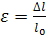 ε = Δl / l₀